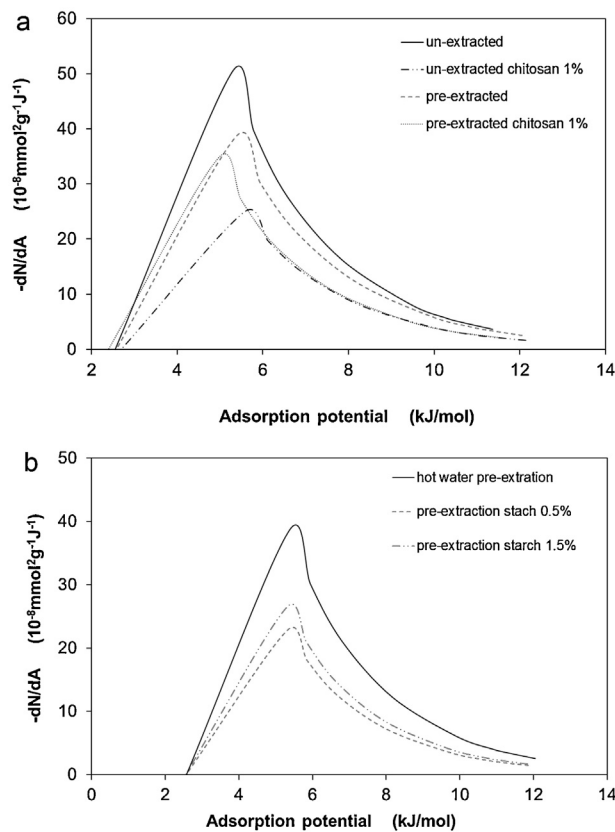 a
60
50
40
30
20
10
0
-dN/dA (10-8mmol2g-1J-1)
un-extracted
un-extracted chitosan 1%
pre-extracted
pre-extracted chitosan 1%
2 4 6 8 10 12 14
Adsorption potential (kJ/mol)
b
50
40
30
20
10
0
-dN/dA (10-8mmol2g-1J-1)
hot water pre-extration
pre-extraction stach 0.5%
pre-extraction starch 1.5%
0 2 4 6 8 10 12 14
Adsorption potential (kJ/mol)